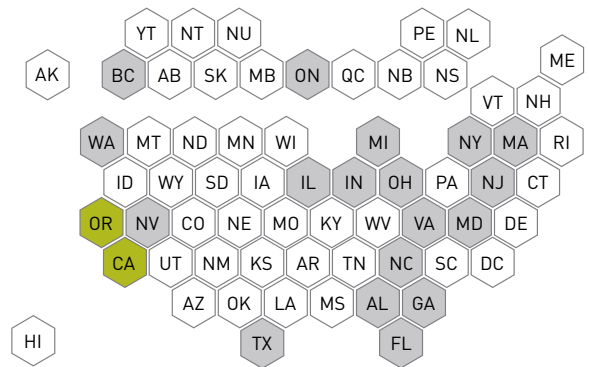 YT NT NU PE NL
ME
AK BC AB SK MB ON QC NB NS
VT NH
WA MT ND MN WI MI NY MA RI
ID WY SD IA IL IN OH PA NJ CT
OR NV CO NE MO KY WV VA MD DE
CA UT NM KS AR TN NC SC DC
AZ OK LA MS AL GA
HI TX FL